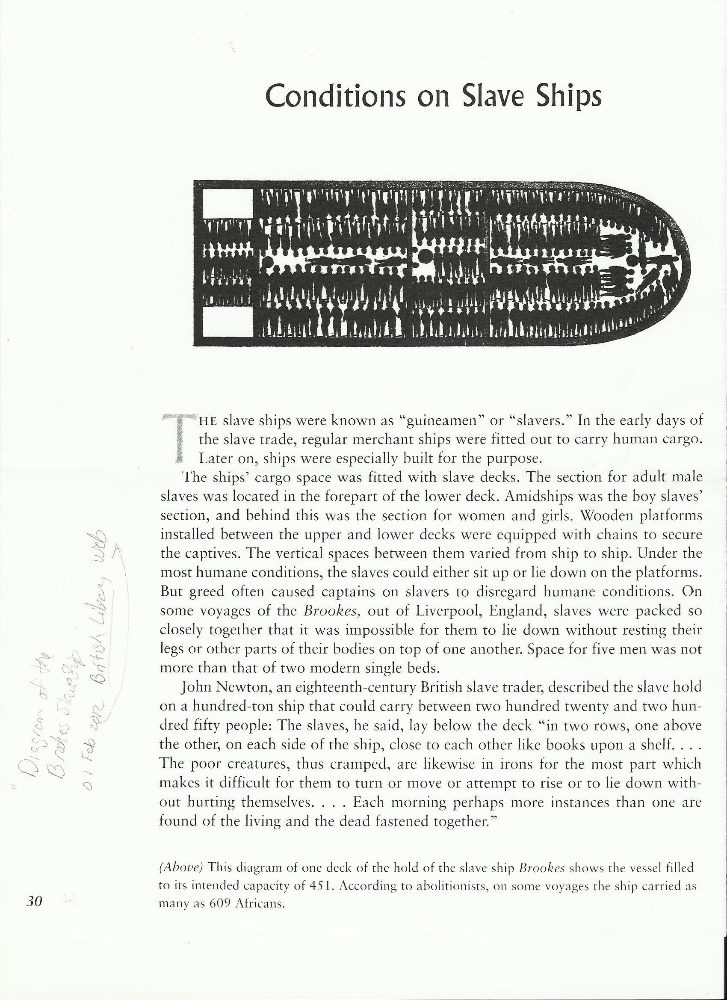 Conditions on Slave Ships
THE slave ships were known as “guineamen” or “slavers.” In the early days of
the slave trade, regular merchant ships were fitted out to carry human cargo.
Later on, ships were especially built for the purpose.
The ships’ cargo space was fitted with slave decks. The section for adult male
slaves was located in the forepart of the lower deck. Amidships was the boy slaves’
section, and behind this was the section for women and girls. Wooden platforms
installed between the upper and lower decks were equipped with chains to secure
the captives. The vertical spaces between them varied from ship to ship. Under the
most humane conditions, the slaves could either sit up or lie down on the platforms.
But greed often caused captains on slavers to disregard humane conditions. On
some voyages of the Brookes, out of Liverpool, England, slaves were packed so
closely together that it was impossible for them to lie down without resting their
legs or other parts of their bodies on top of one another. Space for five men was not
more than that of two modern single beds.
John Newton, an eighteenth-century British slave trader, described the slave hold
on a hundred-ton ship that could carry between two hundred twenty and two hun-
dred fifty people: The slaves, he said, lay below the deck “in two rows, one above
the other, on each side of the ship, close to each other like books upon a shelf. . . .
The poor creatures, thus cramped, are likewise in irons for the most part which
makes it difficult for them to turn or move or attempt to rise or to lie down with-
out hurting themselves. . . . Each morning perhaps more instances than one are
found of the living and the dead fastened together.”
(Above) This diagram of one deck of the hold of the slave ship Brookes shows the vessel filled
to its intended capacity of 451. According to abolitionists, on some voyages the ship carried as
many as 609 Africans.
30
" Diagram of the
Brookes Slaveship
01 Feb 2012 British Library Web